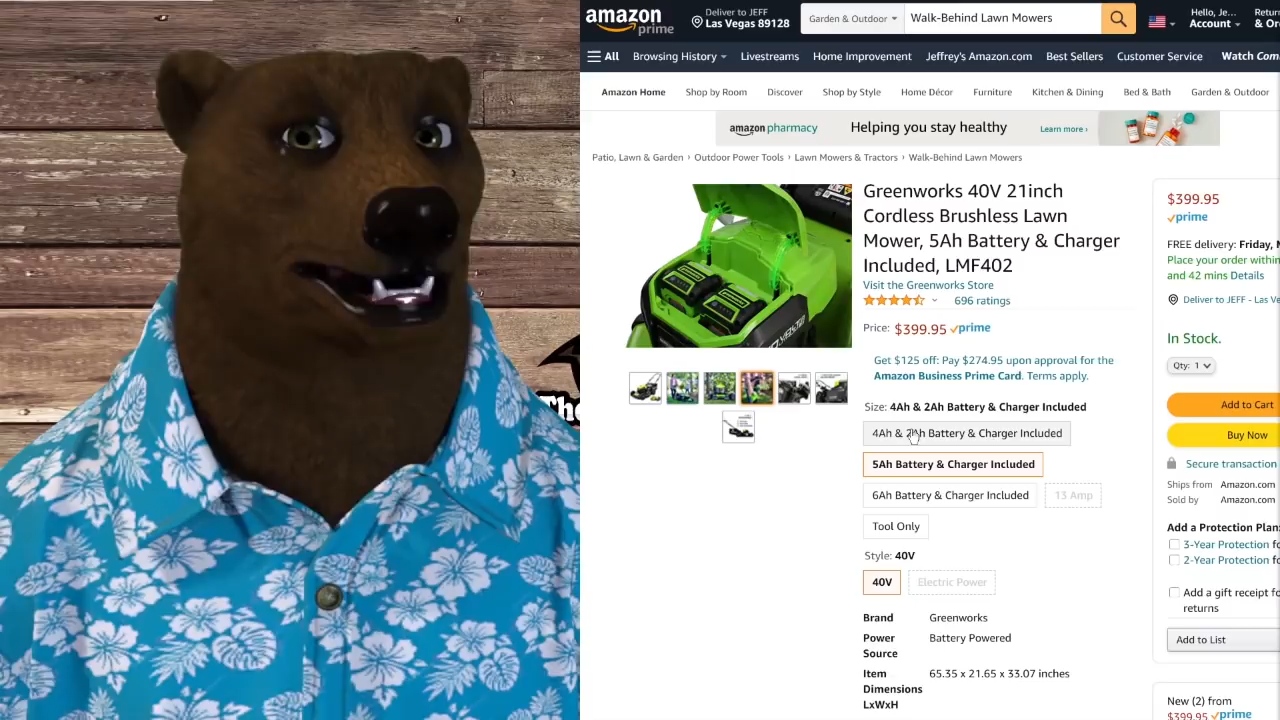 amazon
prime
Deliver to JEFF
Las Vegas 89128
Garden & Outdoor
Walk-Behind Lawn Mowers
Hello, Je...
Account
& O
All
Browsing History
Livestreams
Home Improvement
Jeffrey's Amazon.com
Best Sellers
Customer Service
Watch
Amazon Home
Shop by Room
Discover
Shop by Style
Home Décor
Furniture
Kitchen & Dining
Bed & Bath
Garden & Outdoor
amazon pharmacy
Helping you stay healthy
Learn more ›
Patio, Lawn & Garden › Outdoor Power Tools › Lawn Mowers & Tractors › Walk-Behind Lawn Mowers
Greenworks 40V 21inch
Cordless Brushless Lawn
Mower, 5Ah Battery & Charger
Included, LMF402
Visit the Greenworks Store
696 ratings
Price: $399.95 prime
Get $125 off: Pay $274.95 upon approval for the
Amazon Business Prime Card. Terms apply.
Size: 4Ah & 2Ah Battery & Charger Included
4Ah & 2Ah Battery & Charger Included
5Ah Battery & Charger Included
6Ah Battery & Charger Included
13 Amp
Tool Only
Style: 40V
40V
Electric Power
Brand Greenworks
Power Battery Powered
Source
Item 65.35 x 21.65 x 33.07 inches
Dimensions
LxWxH
$399.95
prime
FREE delivery: Friday,
Place your order within
and 42 mins Details
Deliver to JEFF - Las Ve
In Stock.
Qty: 1
Add to Cart
Buy Now
Secure transaction
Ships from Amazon.com
Sold by Amazon.com
Add a Protection Plan:
3-Year Protection fo
2-Year Protection fo
Add a gift receipt fo
returns
Add to List
New (2) from
$399.95 prime
The